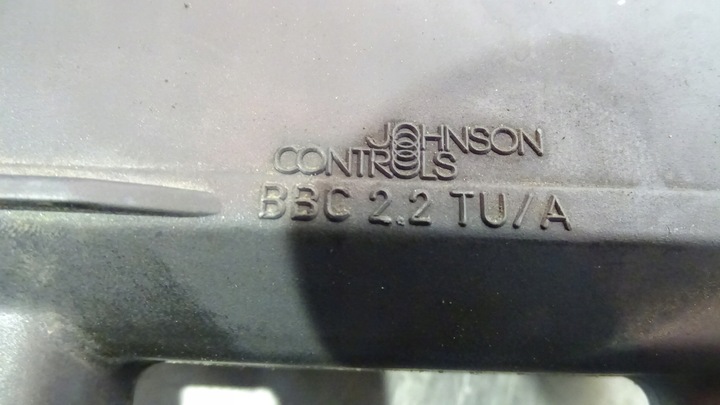 JOHNSON
CONTROLS
BBC 2.2 TU/A